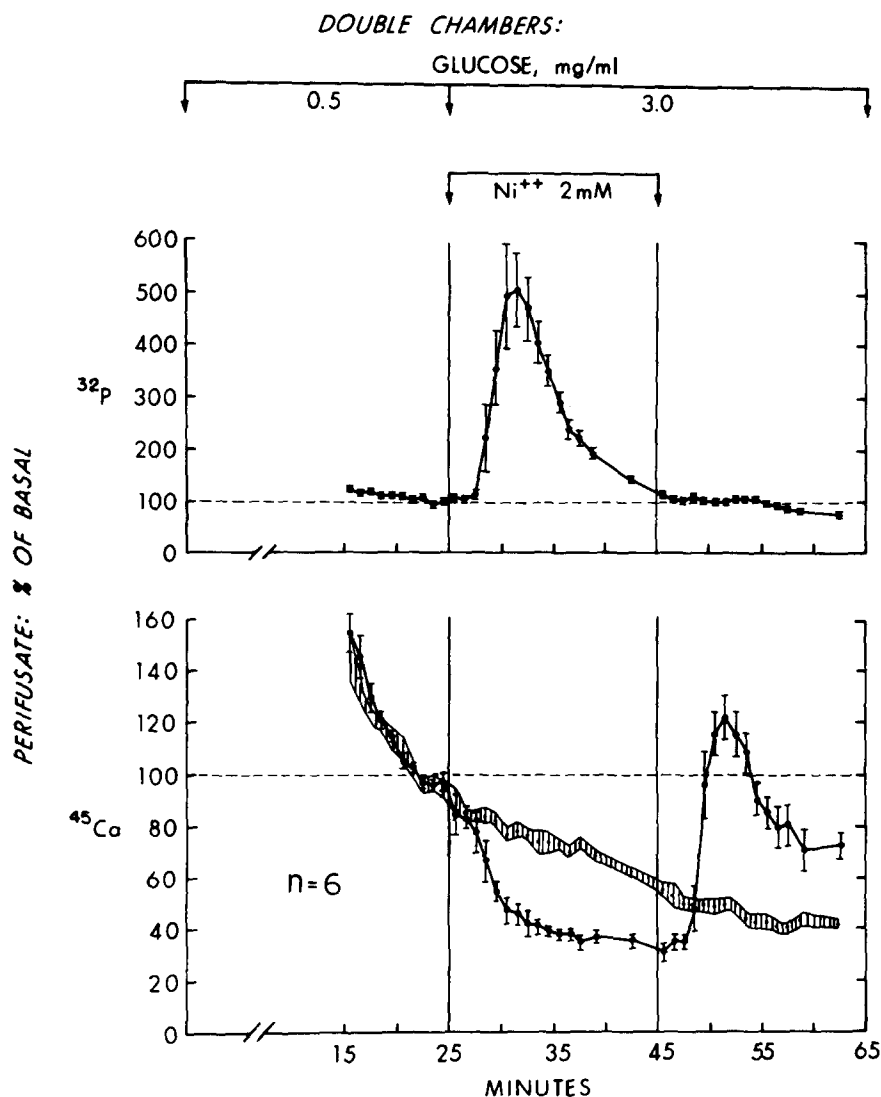 DOUBLE CHAMBERS:
GLUCOSE, mg/ml
0.5 3.0
Ni++ 2mM
600
500
400
300
200
100
0
32P
PERIFUSATE: % OF BASAL
160
140
120
100
80
60
40
20
0
45Ca
n=6
15 25 35 45 55 65
MINUTES